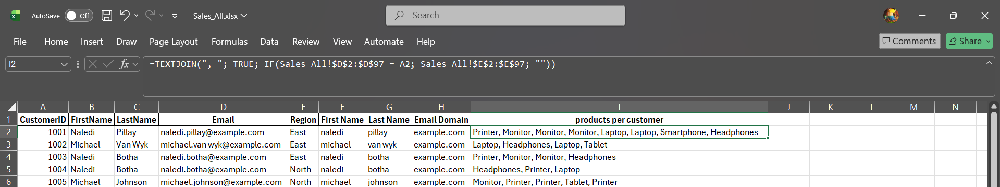 AutoSave Off Sales_All.xlsx Search
File Home Insert Draw Page Layout Formulas Data Review View Automate Help Comments Share
I2 fx =TEXTJOIN(", "; TRUE; IF(Sales_All!$D$2:$D$97 = A2; Sales_All!$E$2:$E$97; ""))
A B C D E F G H I J K L M N
1 CustomerID FirstName LastName Email Region First Name Last Name Email Domain products per customer
2 1001 Naledi Pillay naledi.pillay@example.com East naledi pillay example.com Printer, Monitor, Monitor, Monitor, Laptop, Laptop, Smartphone, Headphones
3 1002 Michael Van Wyk michael.van wyk@example.com East michael van wyk example.com Laptop, Headphones, Laptop, Tablet
4 1003 Naledi Botha naledi.botha@example.com East naledi botha example.com Printer, Monitor, Monitor, Headphones
5 1004 Naledi Botha naledi.botha@example.com North naledi botha example.com Headphones, Printer, Laptop
6 1005 Michael Johnson michael.johnson@example.com North michael johnson example.com Monitor, Printer, Printer, Tablet, Printer